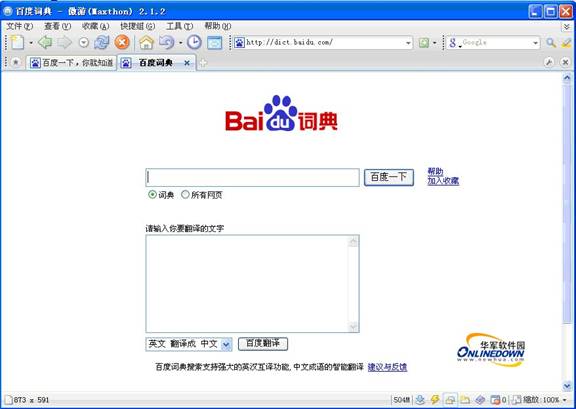 百度词典 - 傲游(Maxthon) 2.1.2
文件(F) 查看(V) 收藏(A) 快捷组(G) 工具(T) 帮助(H)
http://dict.baidu.com/ Google
百度一下，你就知道 百度词典
Bai du 词典
百度一下 帮助
加入收藏
词典 所有网页
请输入你要翻译的文字
英文 翻译成 中文 百度翻译
华军软件园
ONLINEDOWN
www.newhua.com
百度词典搜索支持强大的英汉互译功能, 中文成语的智能翻译 建议与反馈
873 x 591 504M 0 缩放:100%